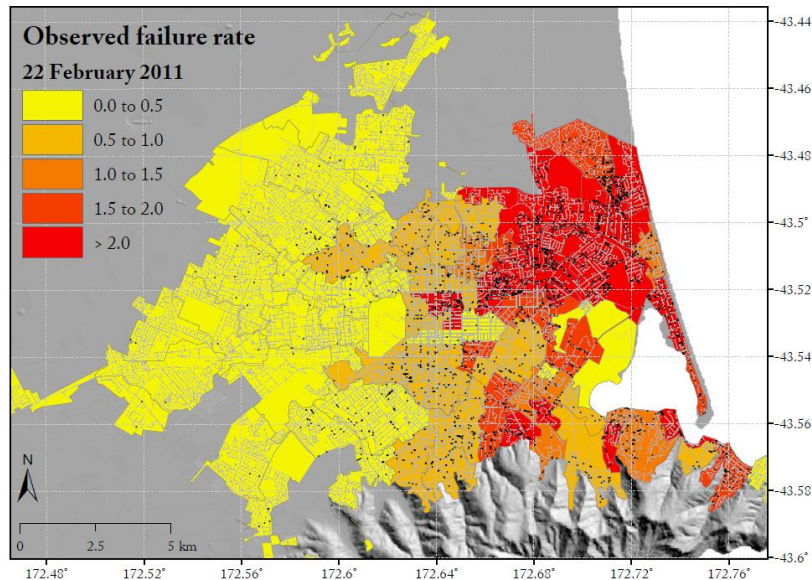 Observed failure rate
22 February 2011
0.0 to 0.5
0.5 to 1.0
1.0 to 1.5
1.5 to 2.0
> 2.0
-43.44
-43.46
-43.48
-43.5°
-43.52
-43.54
-43.56
-43.58
-43.6°
N
0 2.5 5 km
172.48° 172.52° 172.56° 172.6° 172.64° 172.68° 172.72° 172.76°